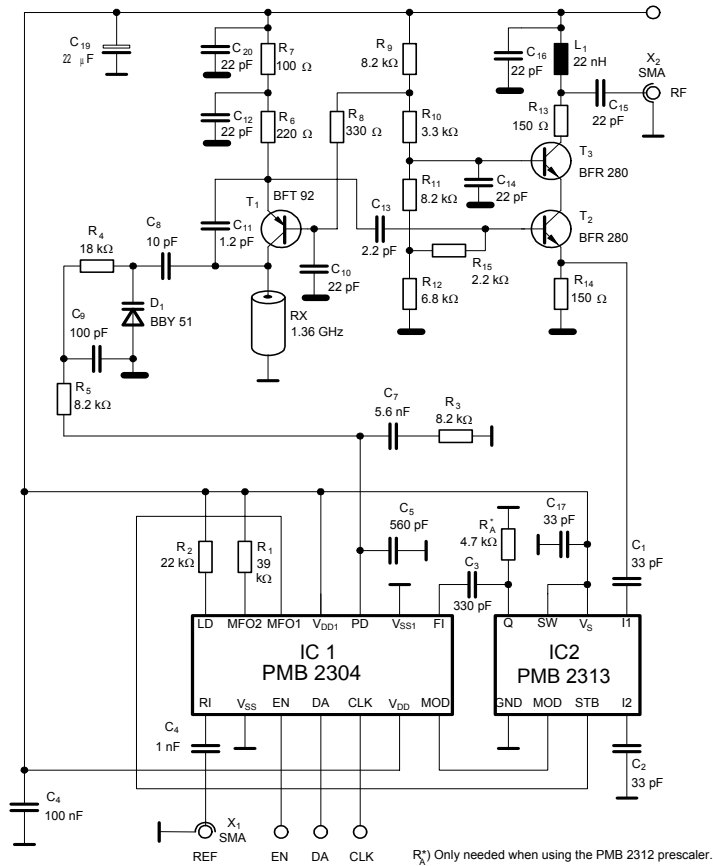 C19
22 μF
C20
22 pF
R7
100 Ω
R9
8.2 kΩ
C16
22 pF
L1
22 nH
X2
SMA
RF
C15
22 pF
C12
22 pF
R6
220 Ω
R8
330 Ω
R10
3.3 kΩ
R13
150 Ω
T3
BFR 280
T1
BFT 92
R11
8.2 kΩ
C14
22 pF
C13
2.2 pF
T2
BFR 280
R4
18 kΩ
C8
10 pF
C11
1.2 pF
C10
22 pF
R15
2.2 kΩ
R12
6.8 kΩ
R14
150 Ω
D1
BBY 51
C9
100 pF
RX
1.36 GHz
R5
8.2 kΩ
C7
5.6 nF
R3
8.2 kΩ
C5
560 pF
R*A
4.7 kΩ
C17
33 pF
C1
33 pF
R2
22 kΩ
R1
39
kΩ
C3
330 pF
LD MFO2 MFO1 VDD1 PD VSS1 FI
IC 1
PMB 2304
RI VSS EN DA CLK VDD MOD
Q SW VS I1
IC2
PMB 2313
GND MOD STB I2
C4
1 nF
C2
33 pF
C4
100 nF
X1
SMA
REF EN DA CLK
R*A) Only needed when using the PMB 2312 prescaler.